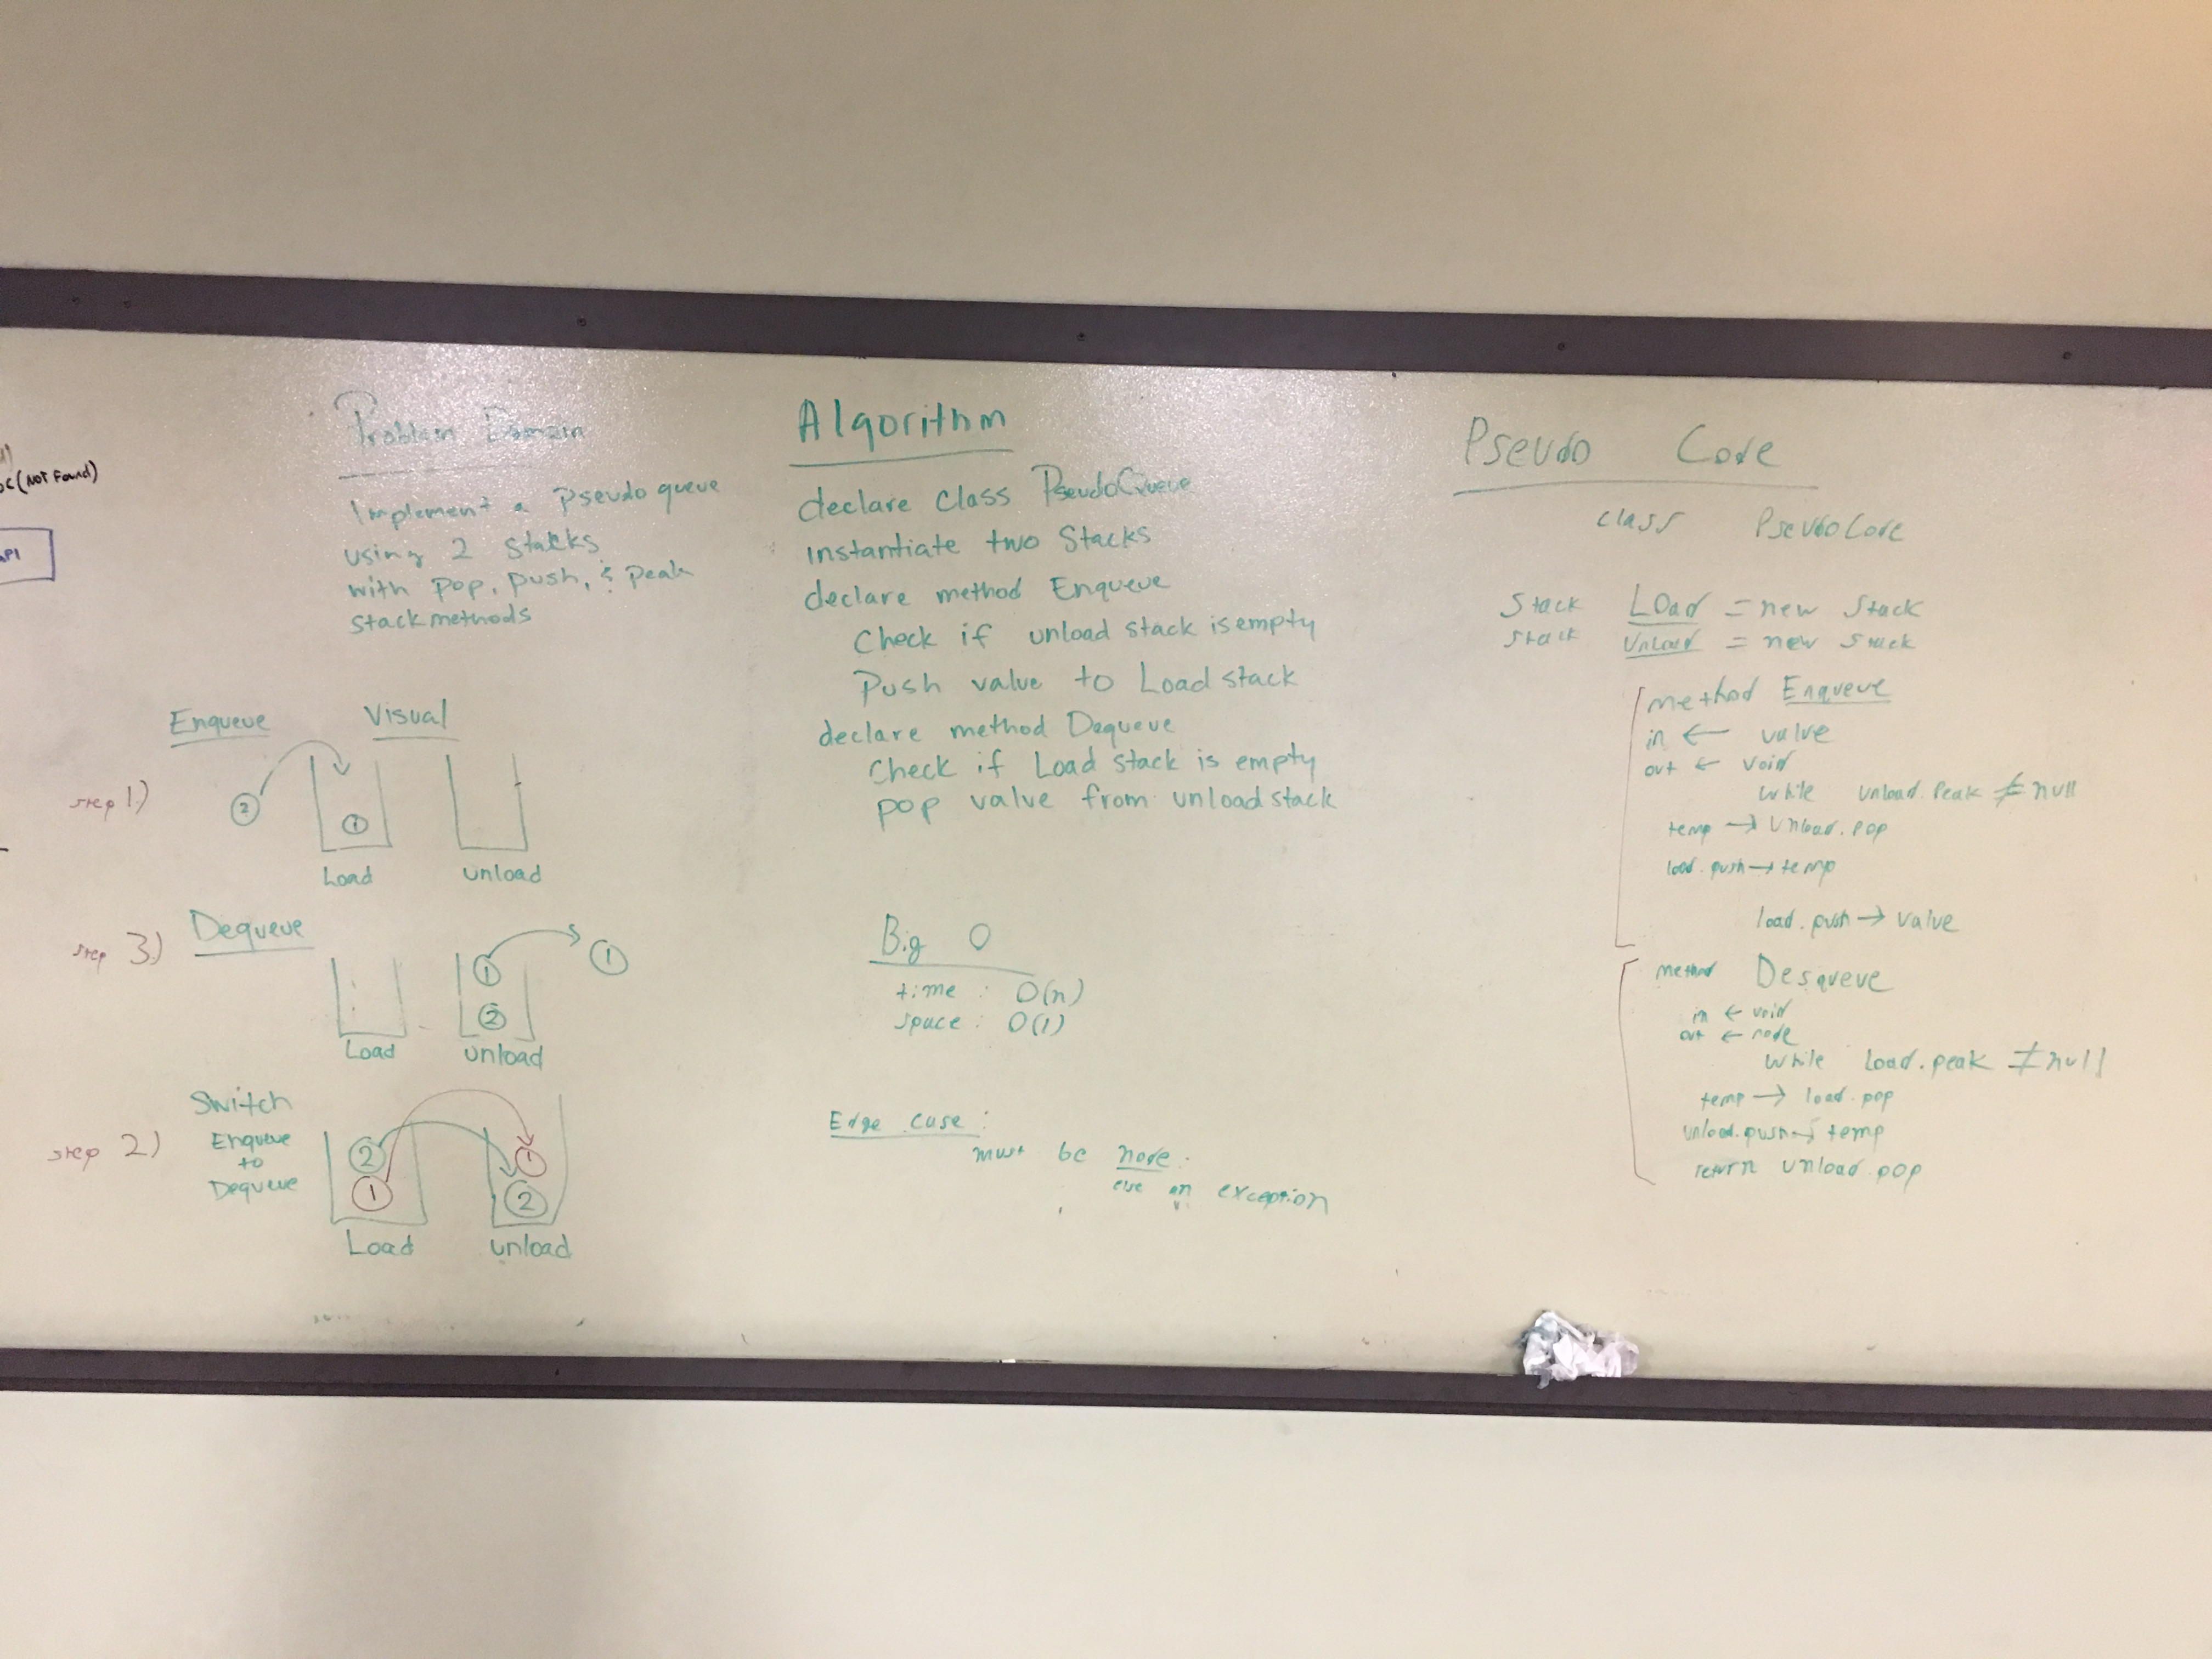 oc (Not Found)
API
Problem Domain
Implement a Pseudo queue
using 2 Stacks
with pop, push, & peak
stack methods
Enqueue
Visual
step 1)
2
1
Load
unload
step 3)
Dequeue
1
2
1
Load
unload
step 2)
Switch
Enqueue
to
Dequeue
2
1
1
2
Load
unload
Algorithm
declare class PseudoQueue
instantiate two Stacks
declare method Enqueue
Check if unload stack is empty
Push value to Load stack
declare method Dequeue
Check if Load stack is empty
pop value from unload stack
Big O
time : O(n)
space : O(1)
Edge case :
must be node.
exception
Pseudo Code
class PseudoCode
Stack Load = new Stack
Stack Unload = new Stack
method Enqueue
in ← value
out ← void
while unload.Peak ≠ null
temp → Unload.pop
load.push → temp
load.push → value
method Desqueue
in ← void
out ← node
while load.peak ≠ null
temp → load.pop
unload.push → temp
return unload.pop